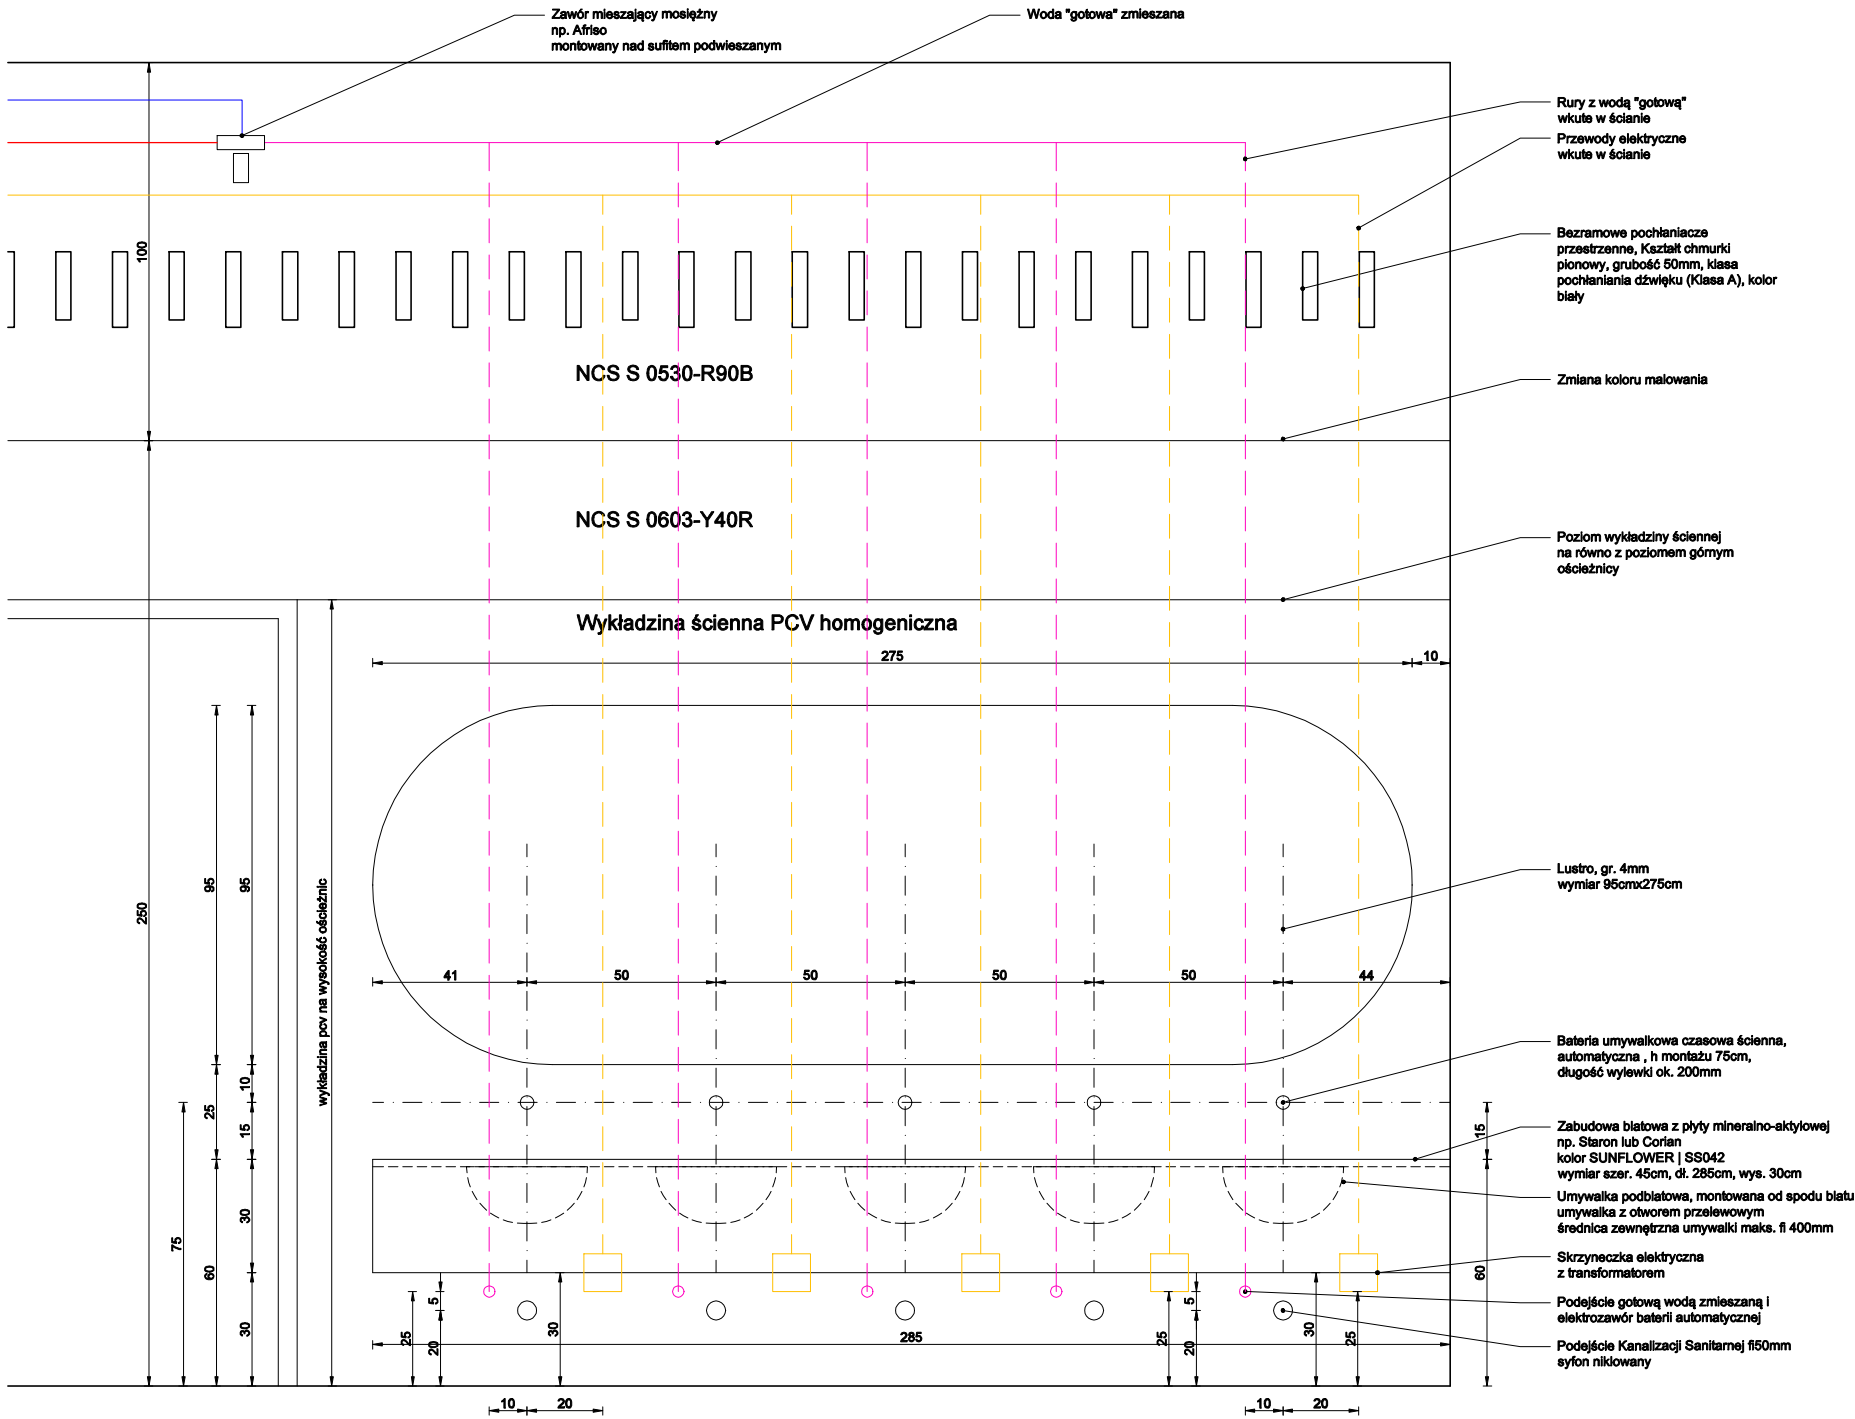 Zawór mieszający mosiężny
np. Afriso
montowany nad sufitem podwieszanym
Woda "gotowa" zmieszana
Rury z wodą "gotową"
wkute w ścianie
Przewody elektryczne
wkute w ścianie
100
Bezramowe pochłaniacze
przestrzenne, Kształt chmurki
pionowy, grubość 50mm, klasa
pochłaniania dźwięku (Klasa A), kolor
biały
NCS S 0530-R90B
Zmiana koloru malowania
NCS S 0603-Y40R
Poziom wykładziny ściennej
na równo z poziomem górnym
ościeżnicy
Wykładzina ścienna PCV homogeniczna
275
10
250
95
95
wykładzina pcv na wysokość ościeżnic
Lustro, gr. 4mm
wymiar 95cmx275cm
41
50
50
50
50
44
Bateria umywalkowa czasowa ścienna,
automatyczna , h montażu 75cm,
długość wylewki ok. 200mm
10
25
15
15
Zabudowa blatowa z płyty mineralno-aktylowej
np. Staron lub Corian
kolor SUNFLOWER | SS042
wymiar szer. 45cm, dł. 285cm, wys. 30cm
Umywalka podblatowa, montowana od spodu blatu
umywalka z otworem przelewowym
średnica zewnętrzna umywalki maks. fi 400mm
75
60
30
60
Skrzyneczka elektryczna
z transformatorem
Podejście gotową wodą zmieszaną i
elektrozawór baterii automatycznej
Podejście Kanalizacji Sanitarnej fi50mm
syfon niklowany
30
25
5
20
30
285
25
5
20
30
25
10
20
10
20